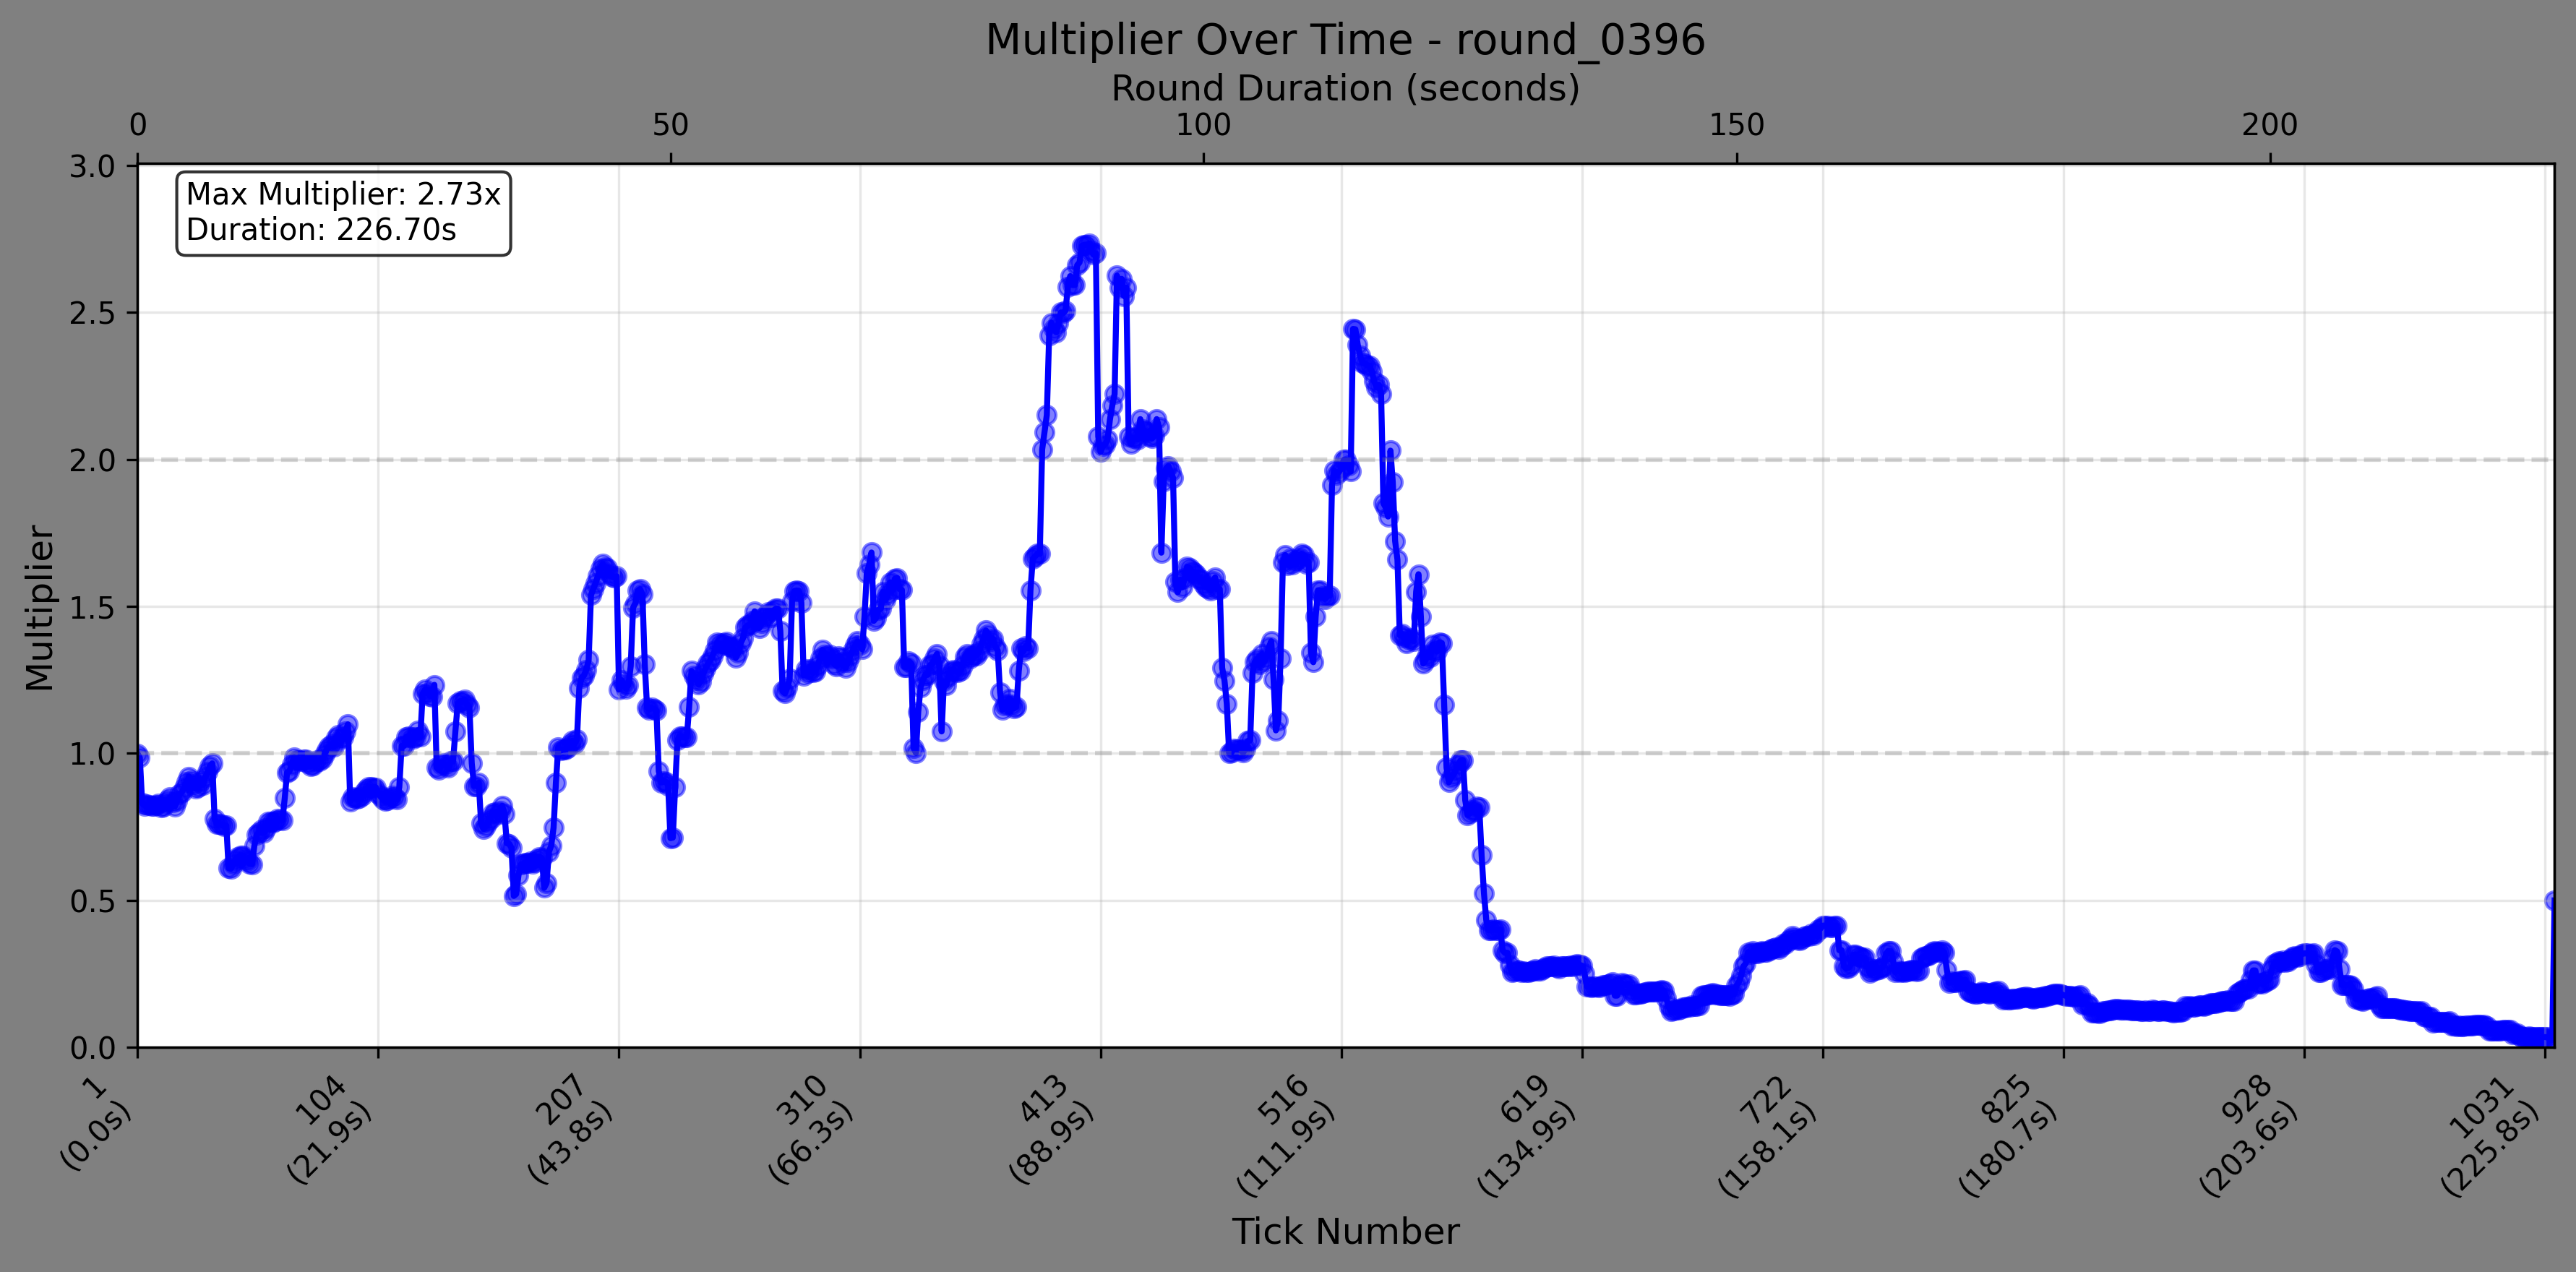 Multiplier Over Time - round_0396
Round Duration (seconds)
0 50 100 150 200
Max Multiplier: 2.73x
Duration: 226.70s
Multiplier
3.0
2.5
2.0
1.5
1.0
0.5
0.0
1
(0.0s)
104
(21.9s)
207
(43.8s)
310
(66.3s)
413
(88.9s)
516
(111.9s)
619
(134.9s)
722
(158.1s)
825
(180.7s)
928
(203.6s)
1031
(225.8s)
Tick Number